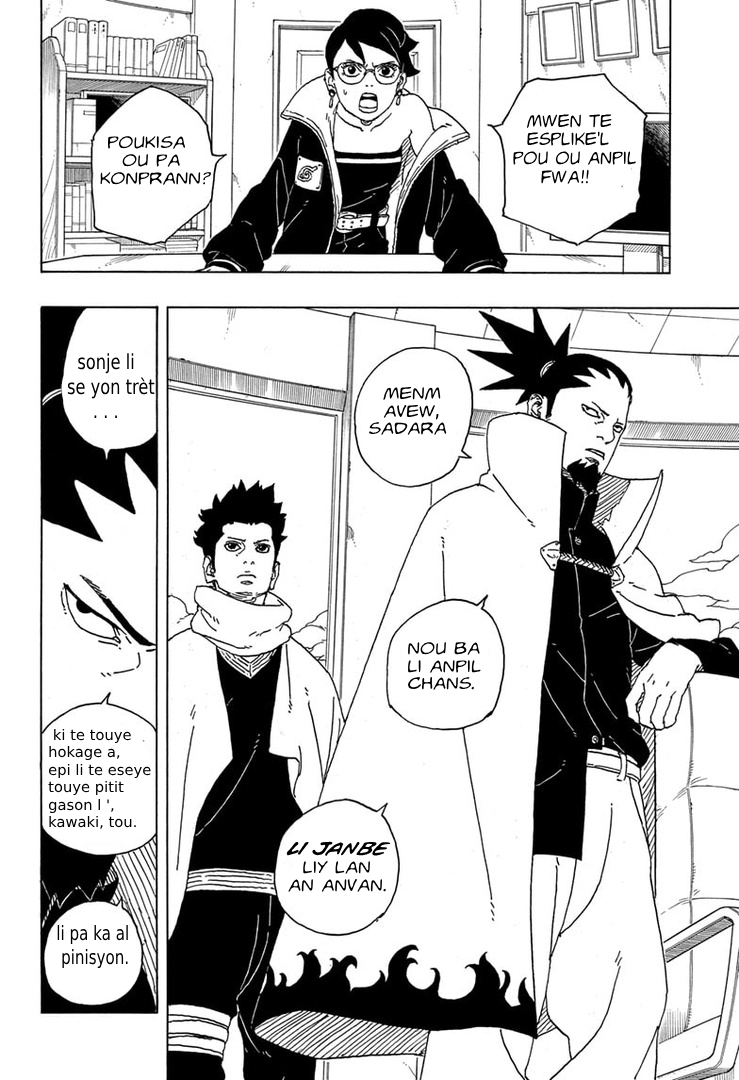 MWEN TE
ESPLIKE'L
POU OU ANPIL
FWA!!
POUKISA
OU PA
KONPRANN?
MENM
AVEW,
SADARA
NOU BA
LI ANPIL
CHANS.
LI JANBE
LIY LAN
AN ANVAN.
sonje li
se yon trèt
. . .
ki te touye
hokage a,
epi li te eseye
touye pitit
gason l ',
kawaki, tou.
li pa ka al
pinisyon.